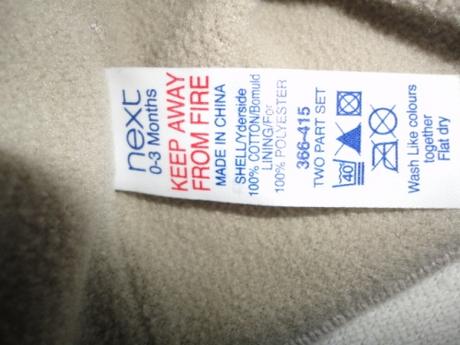 next
0-3 Months
KEEP AWAY
FROM FIRE
MADE IN CHINA
SHELL/Yderside
100% COTTON/Bomuld
LINING/For
100% POLYESTER
366-415
TWO PART SET
40
Wash Like colours
together
Flat dry